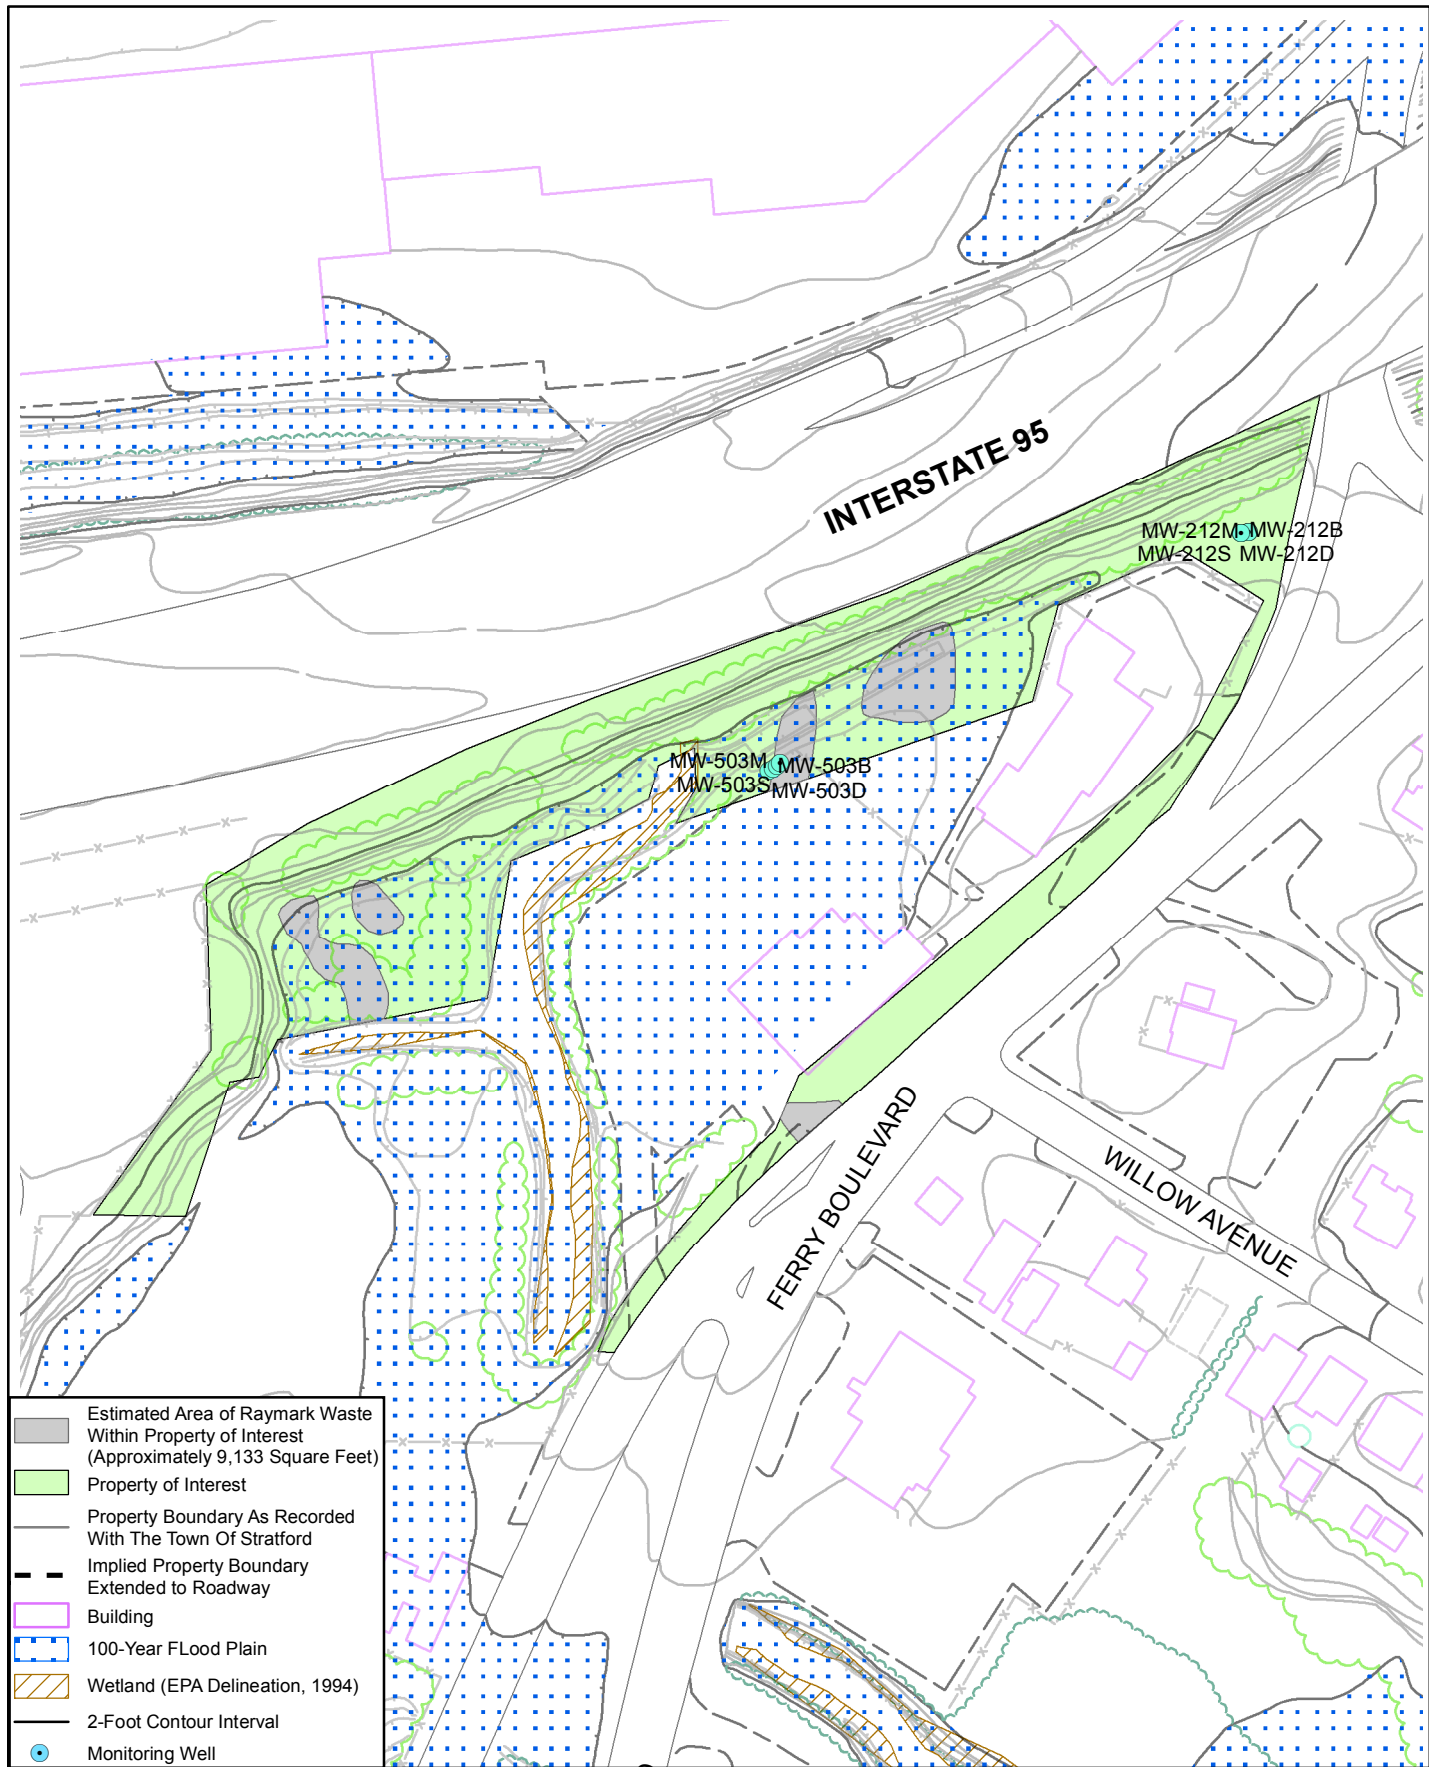 INTERSTATE 95
MW-212M MW-212B
MW-212S MW-212D
MW-503M MW-503B
MW-503S MW-503D
FERRY BOULEVARD
WILLOW AVENUE
Estimated Area of Raymark Waste
Within Property of Interest
(Approximately 9,133 Square Feet)
Property of Interest
Property Boundary As Recorded
With The Town Of Stratford
Implied Property Boundary
Extended to Roadway
Building
100-Year FLood Plain
Wetland (EPA Delineation, 1994)
2-Foot Contour Interval
Monitoring Well